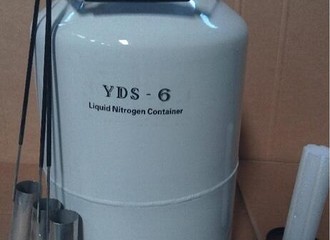 YDS - 6
Liquid Nitrogen Container